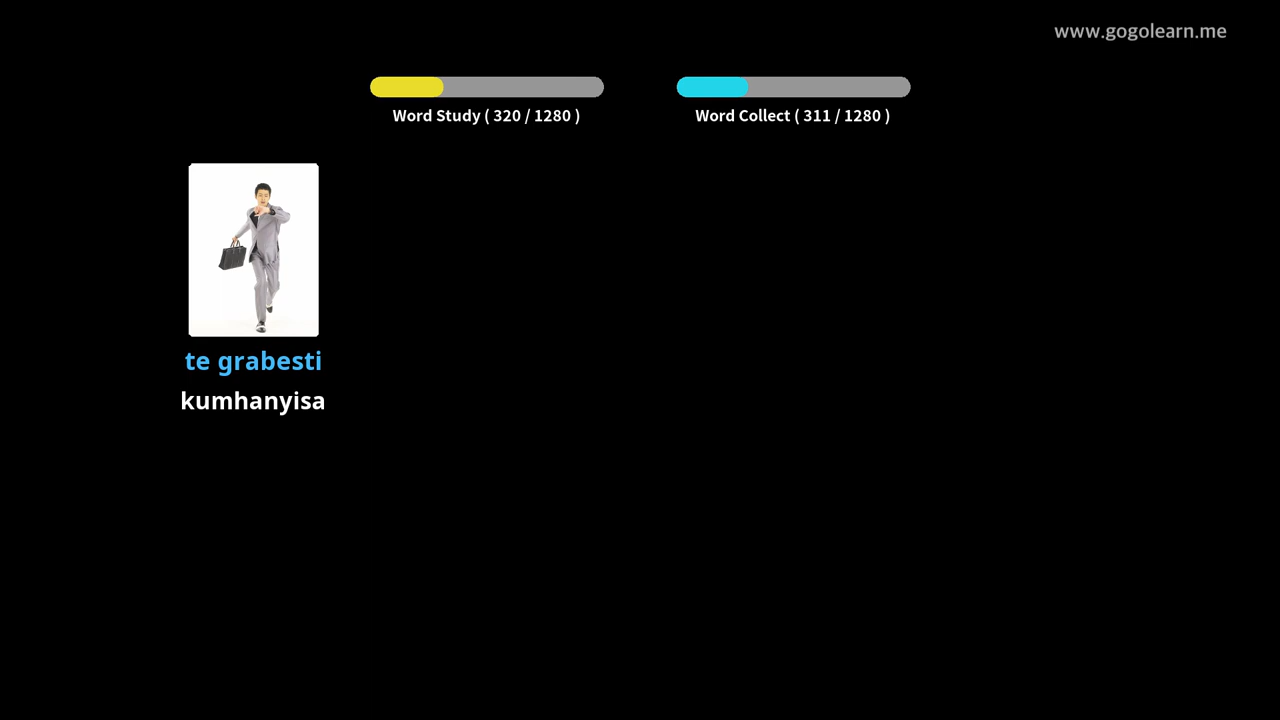 www.gogolearn.me
Word Study ( 320 / 1280 )
Word Collect ( 311 / 1280 )
te grabesti
kumhanyisa